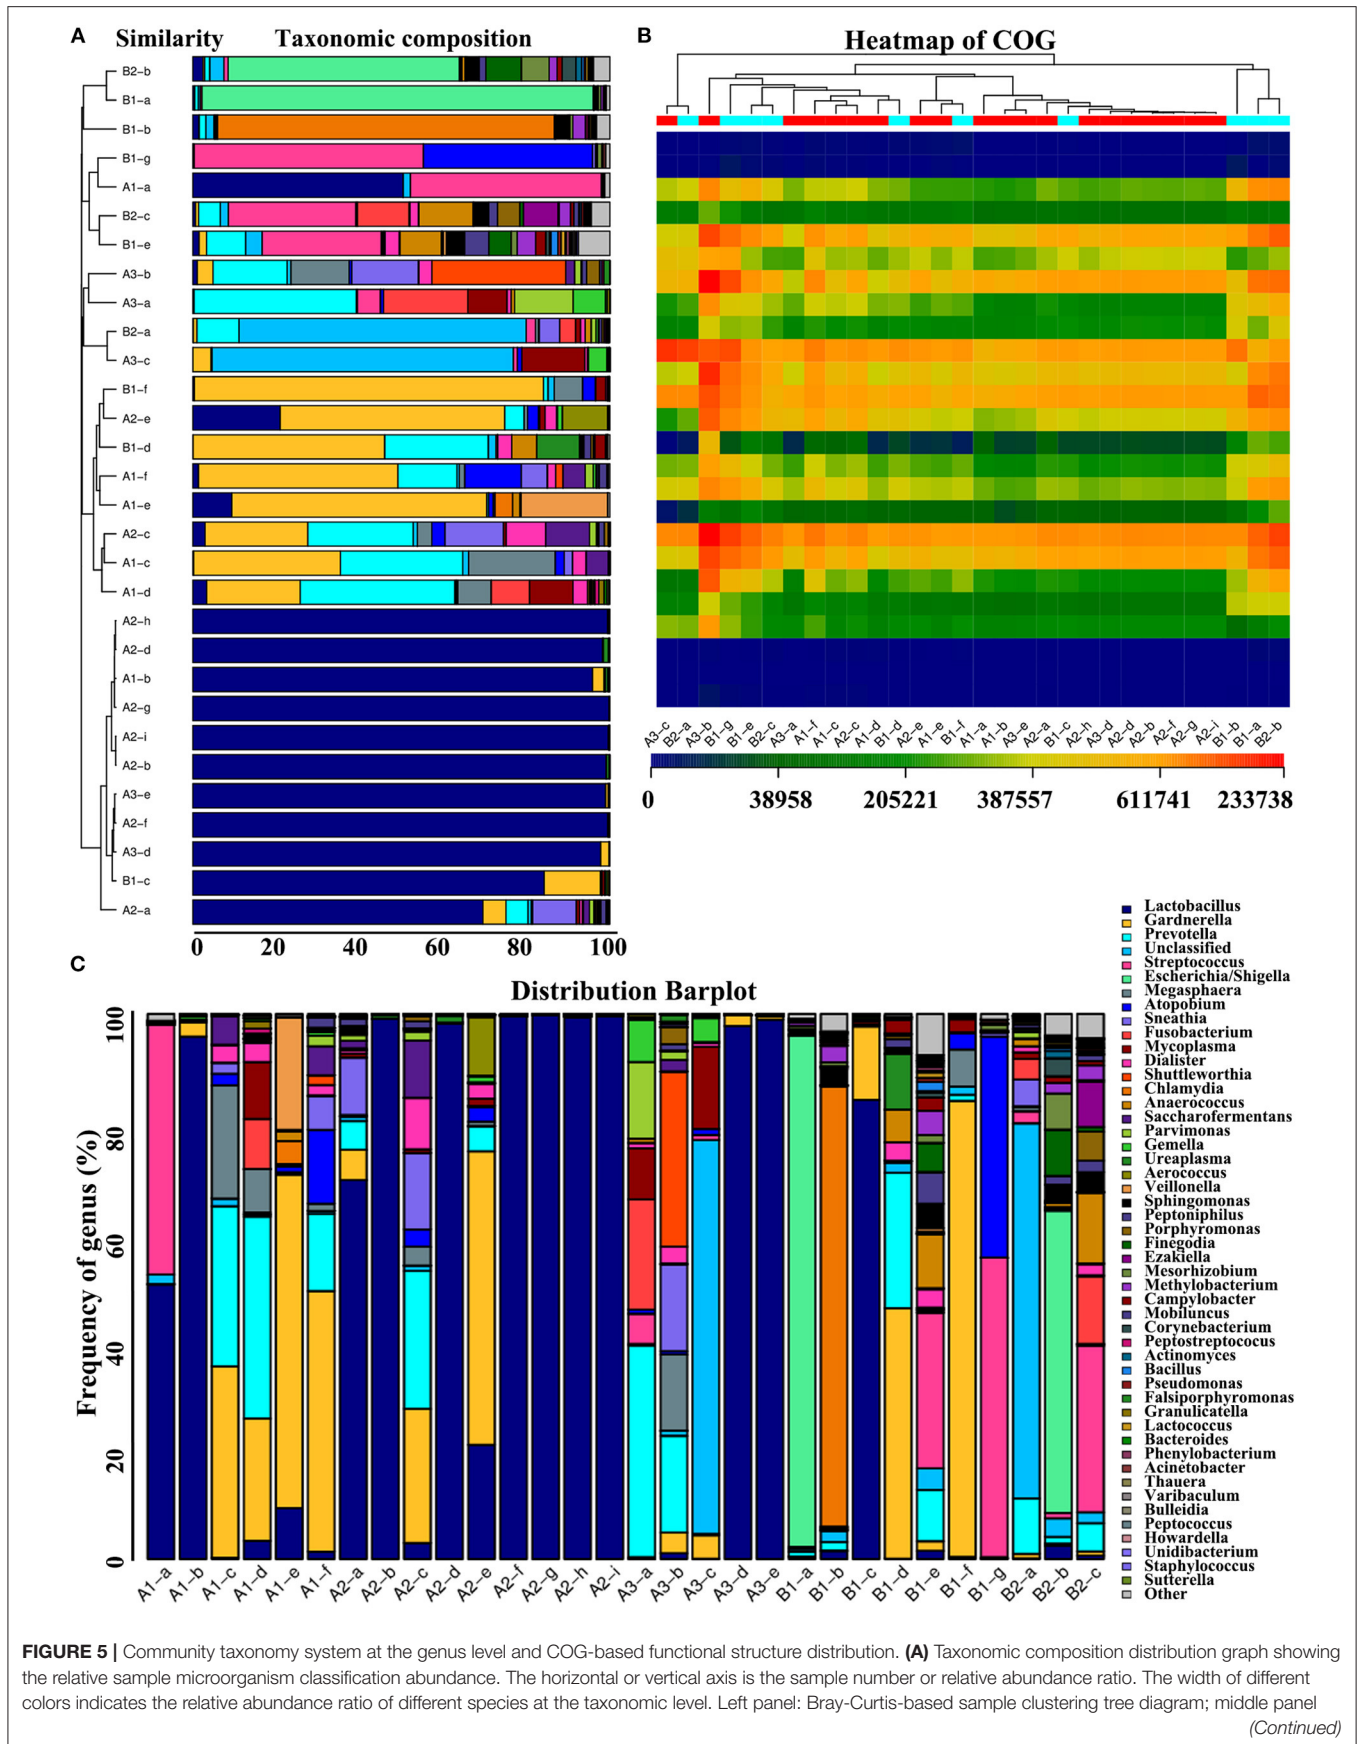 A
Similarity
Taxonomic composition
B2-b
B1-a
B1-b
B1-g
A1-a
B2-c
B1-e
A3-b
A3-a
B2-a
A3-c
B1-f
A2-e
B1-d
A1-f
A1-e
A2-c
A1-c
A1-d
A2-h
A2-d
A1-b
A2-g
A2-i
A2-b
A3-e
A2-f
A3-d
B1-c
A2-a
0 20 40 60 80 100
B
Heatmap of COG
A3-c B2-a A3-b B1-g B1-e B2-c A3-a A1-f A1-c A2-c A1-d B1-d A2-e A1-e B1-f A1-a A1-b A3-e A2-a B1-c A2-h A3-d A2-d A2-b A2-f A2-g A2-i B1-b B1-a B2-b
0 38958 205221 387557 611741 233738
C
Distribution Barplot
Frequency of genus (%)
100
80
60
40
20
0
A1-a A1-b A1-c A1-d A1-e A1-f A2-a A2-b A2-c A2-d A2-e A2-f A2-g A2-h A2-i A3-a A3-b A3-c A3-d A3-e B1-a B1-b B1-c B1-d B1-e B1-f B1-g B2-a B2-b B2-c
Lactobacillus
Gardnerella
Prevotella
Unclassified
Streptococcus
Escherichia/Shigella
Megasphaera
Atopobium
Sneathia
Fusobacterium
Mycoplasma
Dialister
Shuttleworthia
Chlamydia
Anaerococcus
Saccharofermentans
Parvimonas
Gemella
Ureaplasma
Aerococcus
Veillonella
Sphingomonas
Peptoniphilus
Porphyromonas
Finegodia
Ezakiella
Mesorhizobium
Methylobacterium
Campylobacter
Mobiluncus
Corynebacterium
Peptostreptococus
Actinomyces
Bacillus
Pseudomonas
Falsiporphyromonas
Granulicatella
Lactococcus
Bacteroides
Phenylobacterium
Acinetobacter
Thauera
Varibaculum
Bulleidia
Peptococcus
Howardella
Unidibacterium
Staphylococcus
Sutterella
Other
FIGURE 5 | Community taxonomy system at the genus level and COG-based functional structure distribution. (A) Taxonomic composition distribution graph showing
the relative sample microorganism classification abundance. The horizontal or vertical axis is the sample number or relative abundance ratio. The width of different
colors indicates the relative abundance ratio of different species at the taxonomic level. Left panel: Bray-Curtis-based sample clustering tree diagram; middle panel
(Continued)